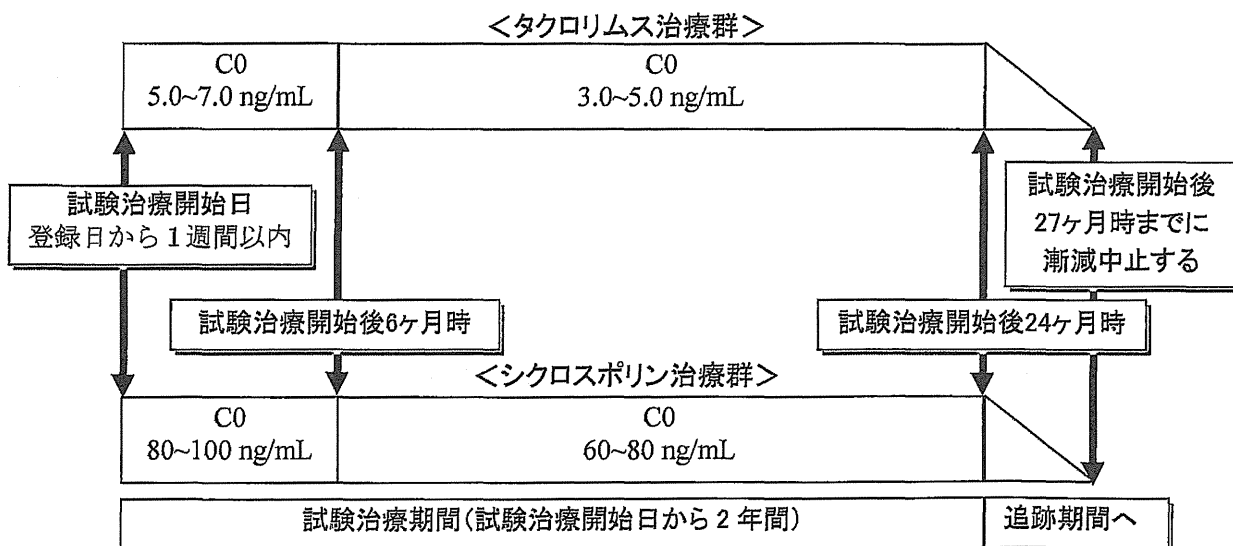 ＜タクロリムス治療群＞
C0
5.0~7.0 ng/mL
C0
3.0~5.0 ng/mL
試験治療開始日
登録日から１週間以内
試験治療開始後6ヶ月時
試験治療開始後24ヶ月時
試験治療開始後
27ヶ月時までに
漸減中止する
＜シクロスポリン治療群＞
C0
80~100 ng/mL
C0
60~80 ng/mL
試験治療期間（試験治療開始日から２年間）
追跡期間へ